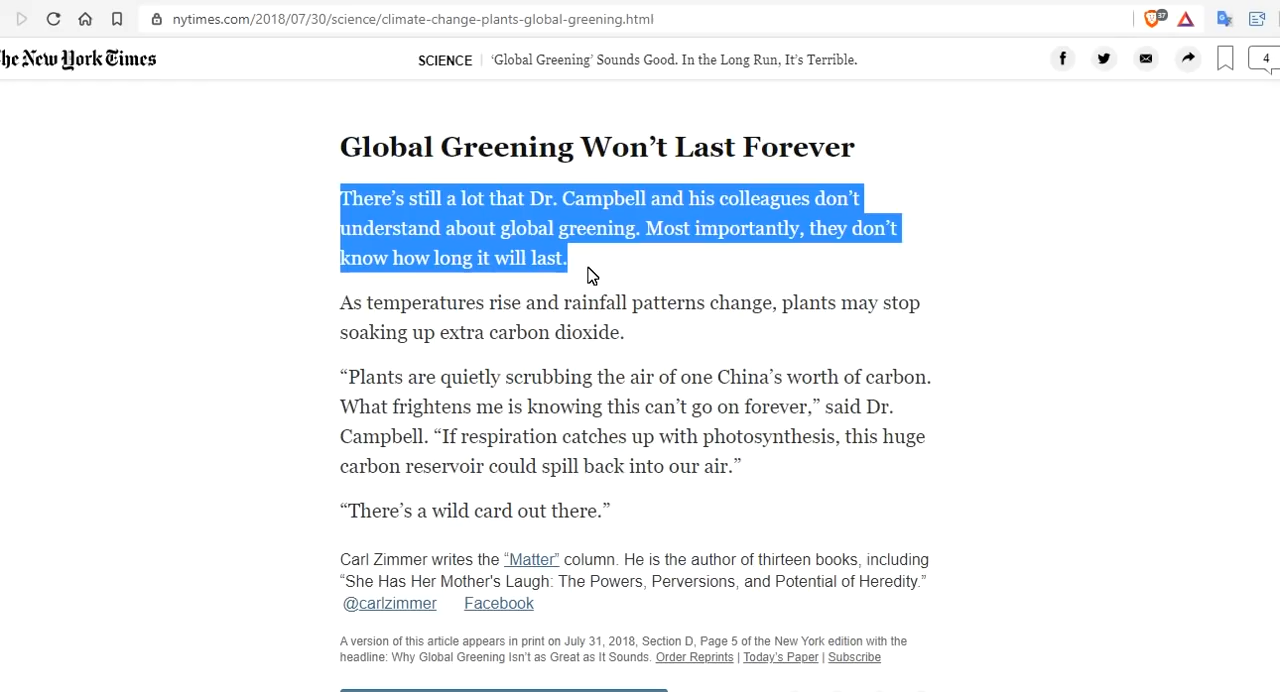 nytimes.com/2018/07/30/science/climate-change-plants-global-greening.html
37
he New York Times
SCIENCE | ‘Global Greening’ Sounds Good. In the Long Run, It’s Terrible.
4
Global Greening Won’t Last Forever
There’s still a lot that Dr. Campbell and his colleagues don’t
understand about global greening. Most importantly, they don’t
know how long it will last.
As temperatures rise and rainfall patterns change, plants may stop
soaking up extra carbon dioxide.
“Plants are quietly scrubbing the air of one China’s worth of carbon.
What frightens me is knowing this can’t go on forever,” said Dr.
Campbell. “If respiration catches up with photosynthesis, this huge
carbon reservoir could spill back into our air.”
“There’s a wild card out there.”
Carl Zimmer writes the “Matter” column. He is the author of thirteen books, including
“She Has Her Mother's Laugh: The Powers, Perversions, and Potential of Heredity.”
@carlzimmer Facebook
A version of this article appears in print on July 31, 2018, Section D, Page 5 of the New York edition with the
headline: Why Global Greening Isn’t as Great as It Sounds. Order Reprints | Today’s Paper | Subscribe